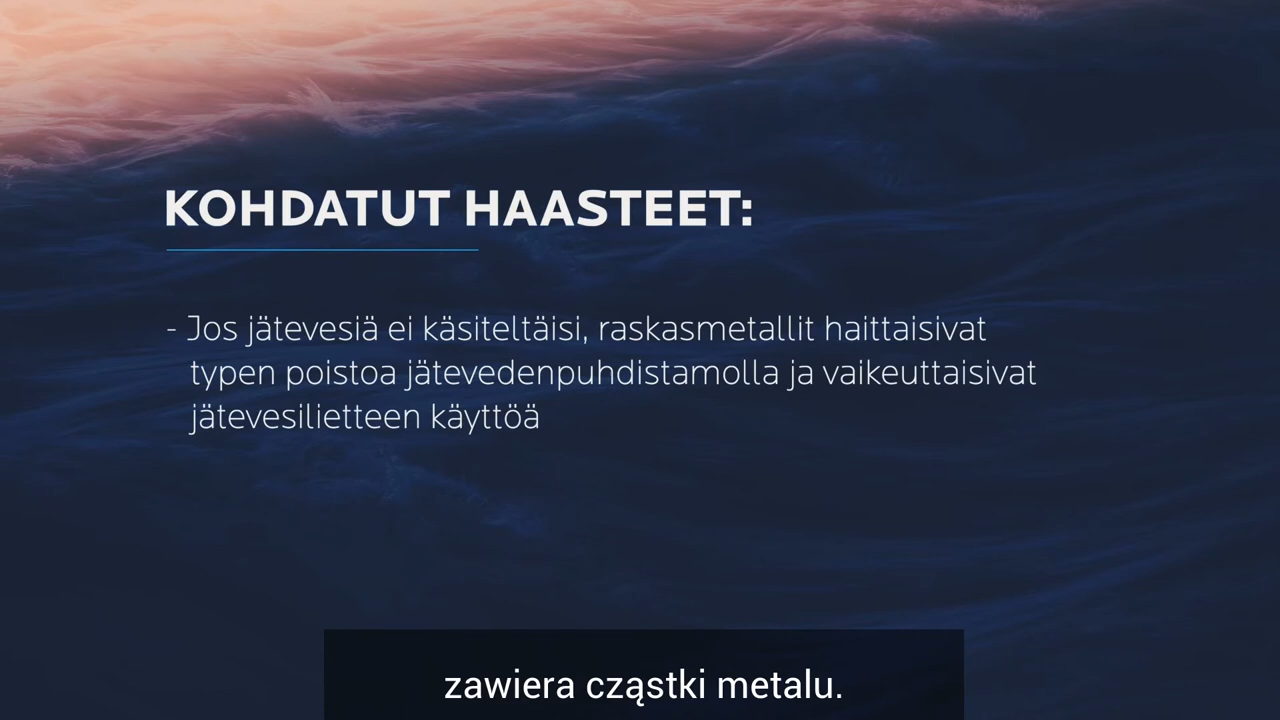 KOHDATUT HAASTEET:
- Jos jätevesiä ei käsiteltäisi, raskasmetallit haittaisivat
typen poistoa jätevedenpuhdistamolla ja vaikeuttaisivat
jätevesilietteen käyttöä
zawiera cząstki metalu.